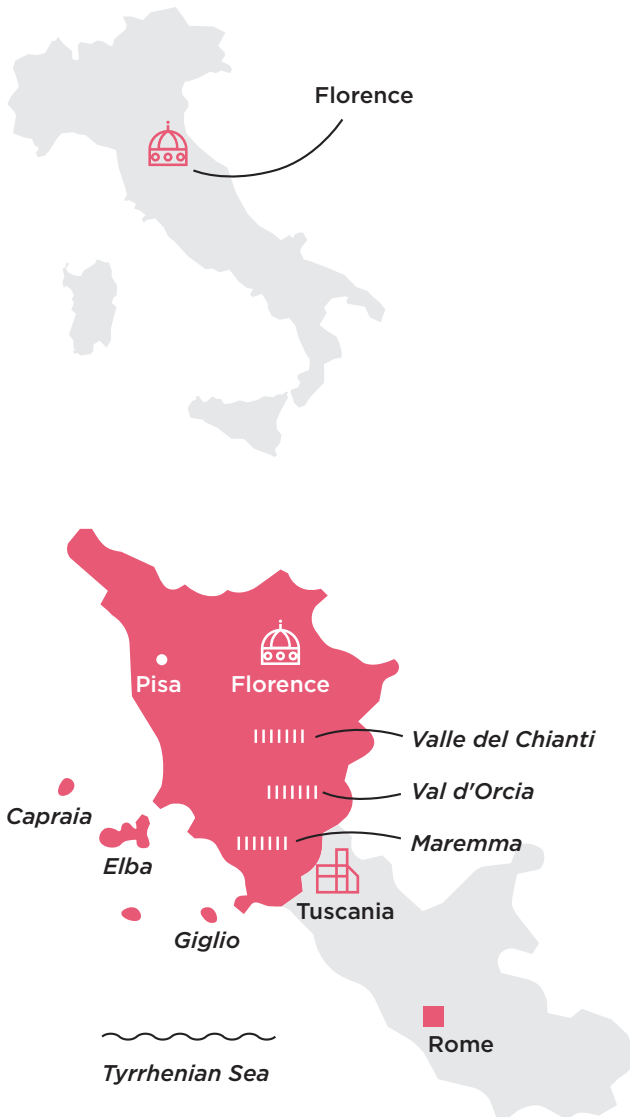 Florence
Pisa
Florence
Valle del Chianti
Val d'Orcia
Capraia
Maremma
Elba
Tuscania
Giglio
Rome
Tyrrhenian Sea